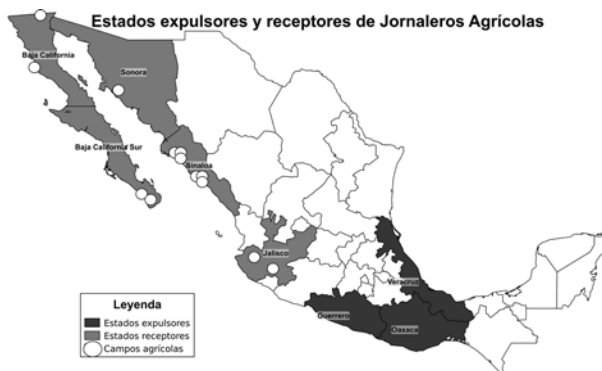 Estados expulsores y receptores de Jornaleros Agrícolas
Baja California
Sonora
Baja California Sur
Sinaloa
Jalisco
Veracruz
Guerrero
Oaxaca
Leyenda
Estados expulsores
Estados receptores
Campos agrícolas